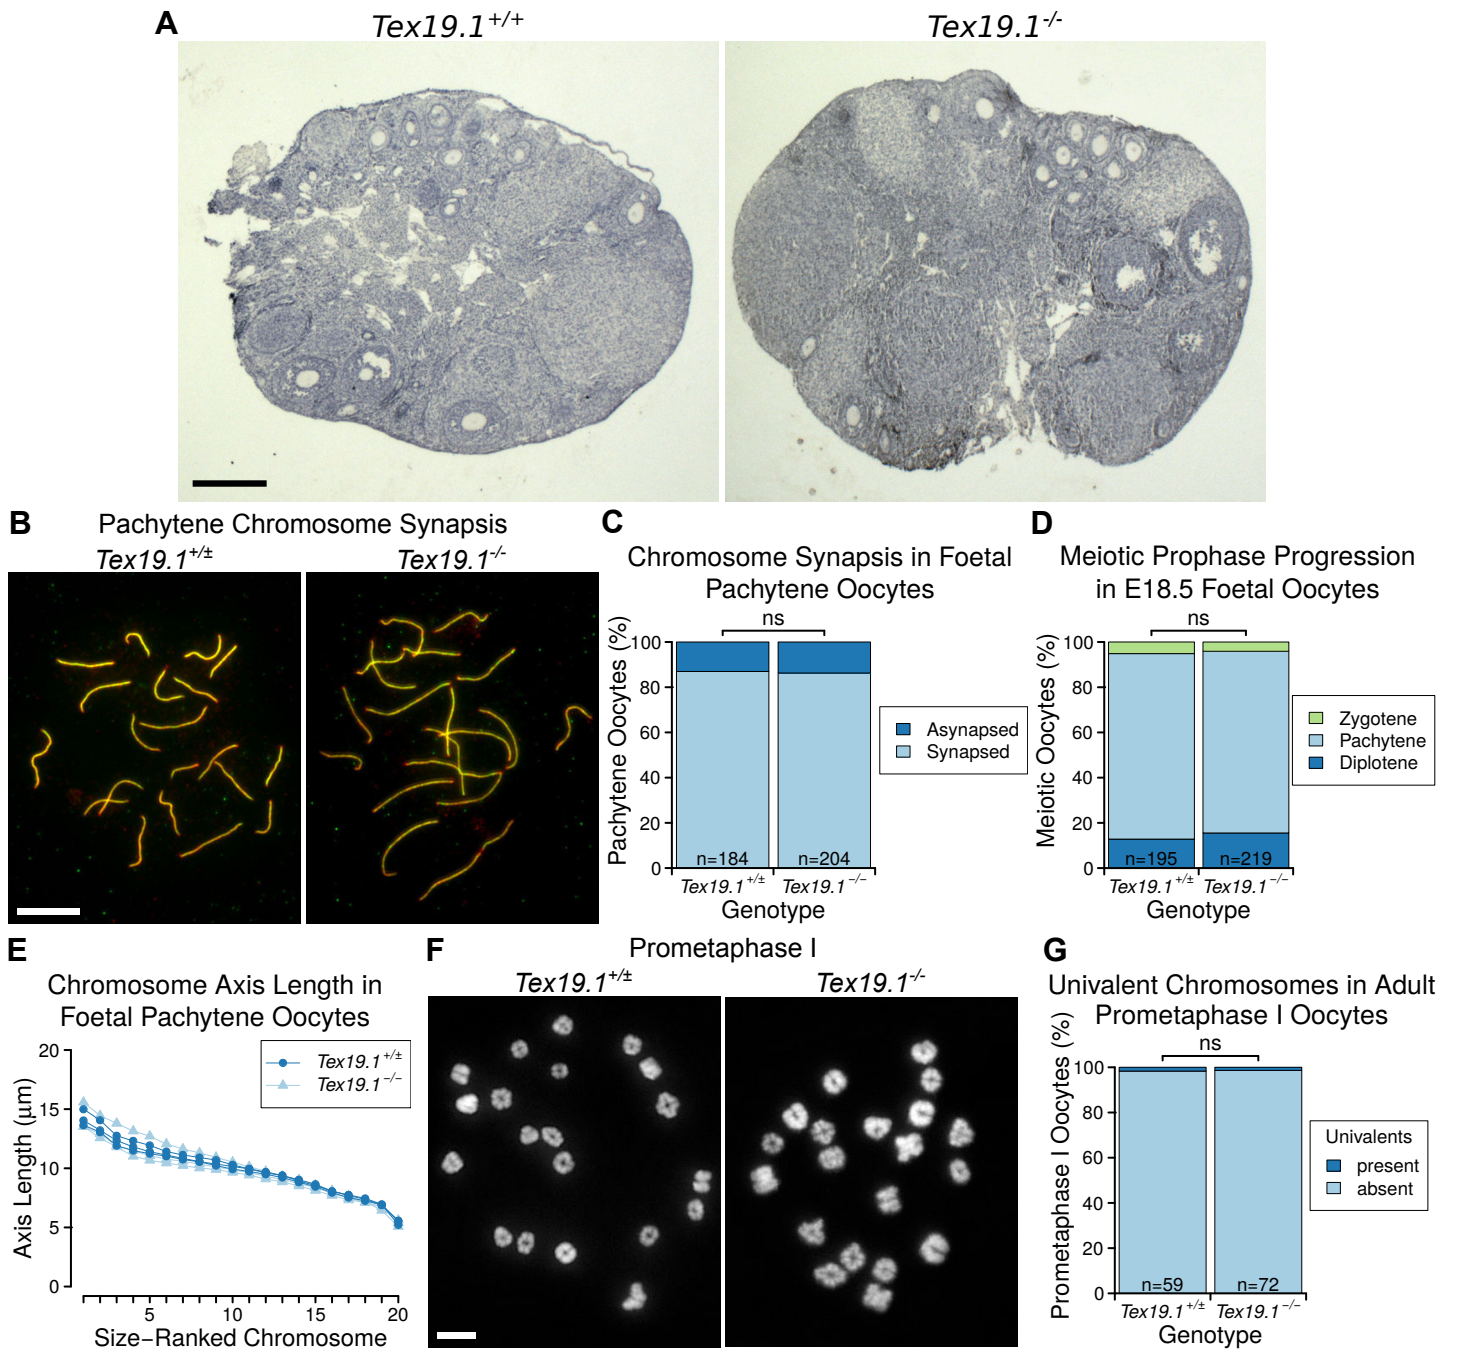 A
Tex19.1+/+
Tex19.1-/-
B
Pachytene Chromosome Synapsis
Tex19.1+/±
Tex19.1-/-
C
Chromosome Synapsis in Foetal
Pachytene Oocytes
ns
Pachytene Oocytes (%)
100
80
60
40
20
0
n=184
n=204
Tex19.1+/±
Tex19.1−/−
Genotype
Asynapsed
Synapsed
D
Meiotic Prophase Progression
in E18.5 Foetal Oocytes
ns
Meiotic Oocytes (%)
100
80
60
40
20
0
n=195
n=219
Tex19.1+/±
Tex19.1−/−
Genotype
Zygotene
Pachytene
Diplotene
E
Chromosome Axis Length in
Foetal Pachytene Oocytes
Tex19.1+/±
Tex19.1−/−
Axis Length (µm)
20
15
10
5
0
5
10
15
20
Size−Ranked Chromosome
F
Prometaphase I
Tex19.1+/±
Tex19.1-/-
G
Univalent Chromosomes in Adult
Prometaphase I Oocytes
ns
Prometaphase I Oocytes (%)
100
80
60
40
20
0
n=59
n=72
Tex19.1+/±
Tex19.1−/−
Genotype
Univalents
present
absent